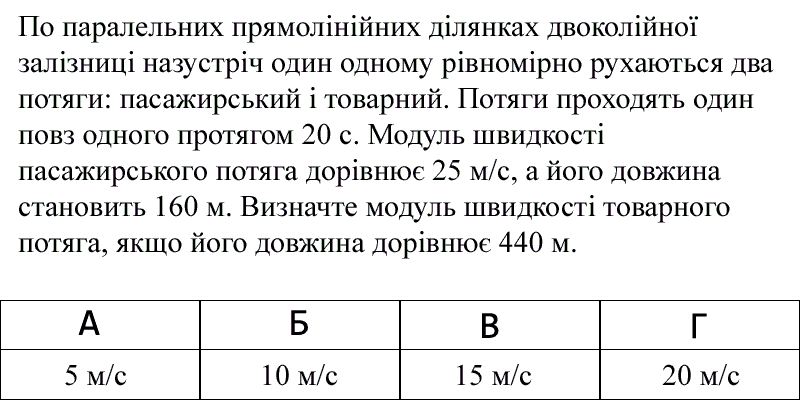 По паралельних прямолінійних ділянках двоколійної
залізниці назустріч один одному рівномірно рухаються два
потяги: пасажирський і товарний. Потяги проходять один
повз одного протягом 20 с. Модуль швидкості
пасажирського потяга дорівнює 25 м/с, а його довжина
становить 160 м. Визначте модуль швидкості товарного
потяга, якщо його довжина дорівнює 440 м.
А Б В Г
5 м/с 10 м/с 15 м/с 20 м/с